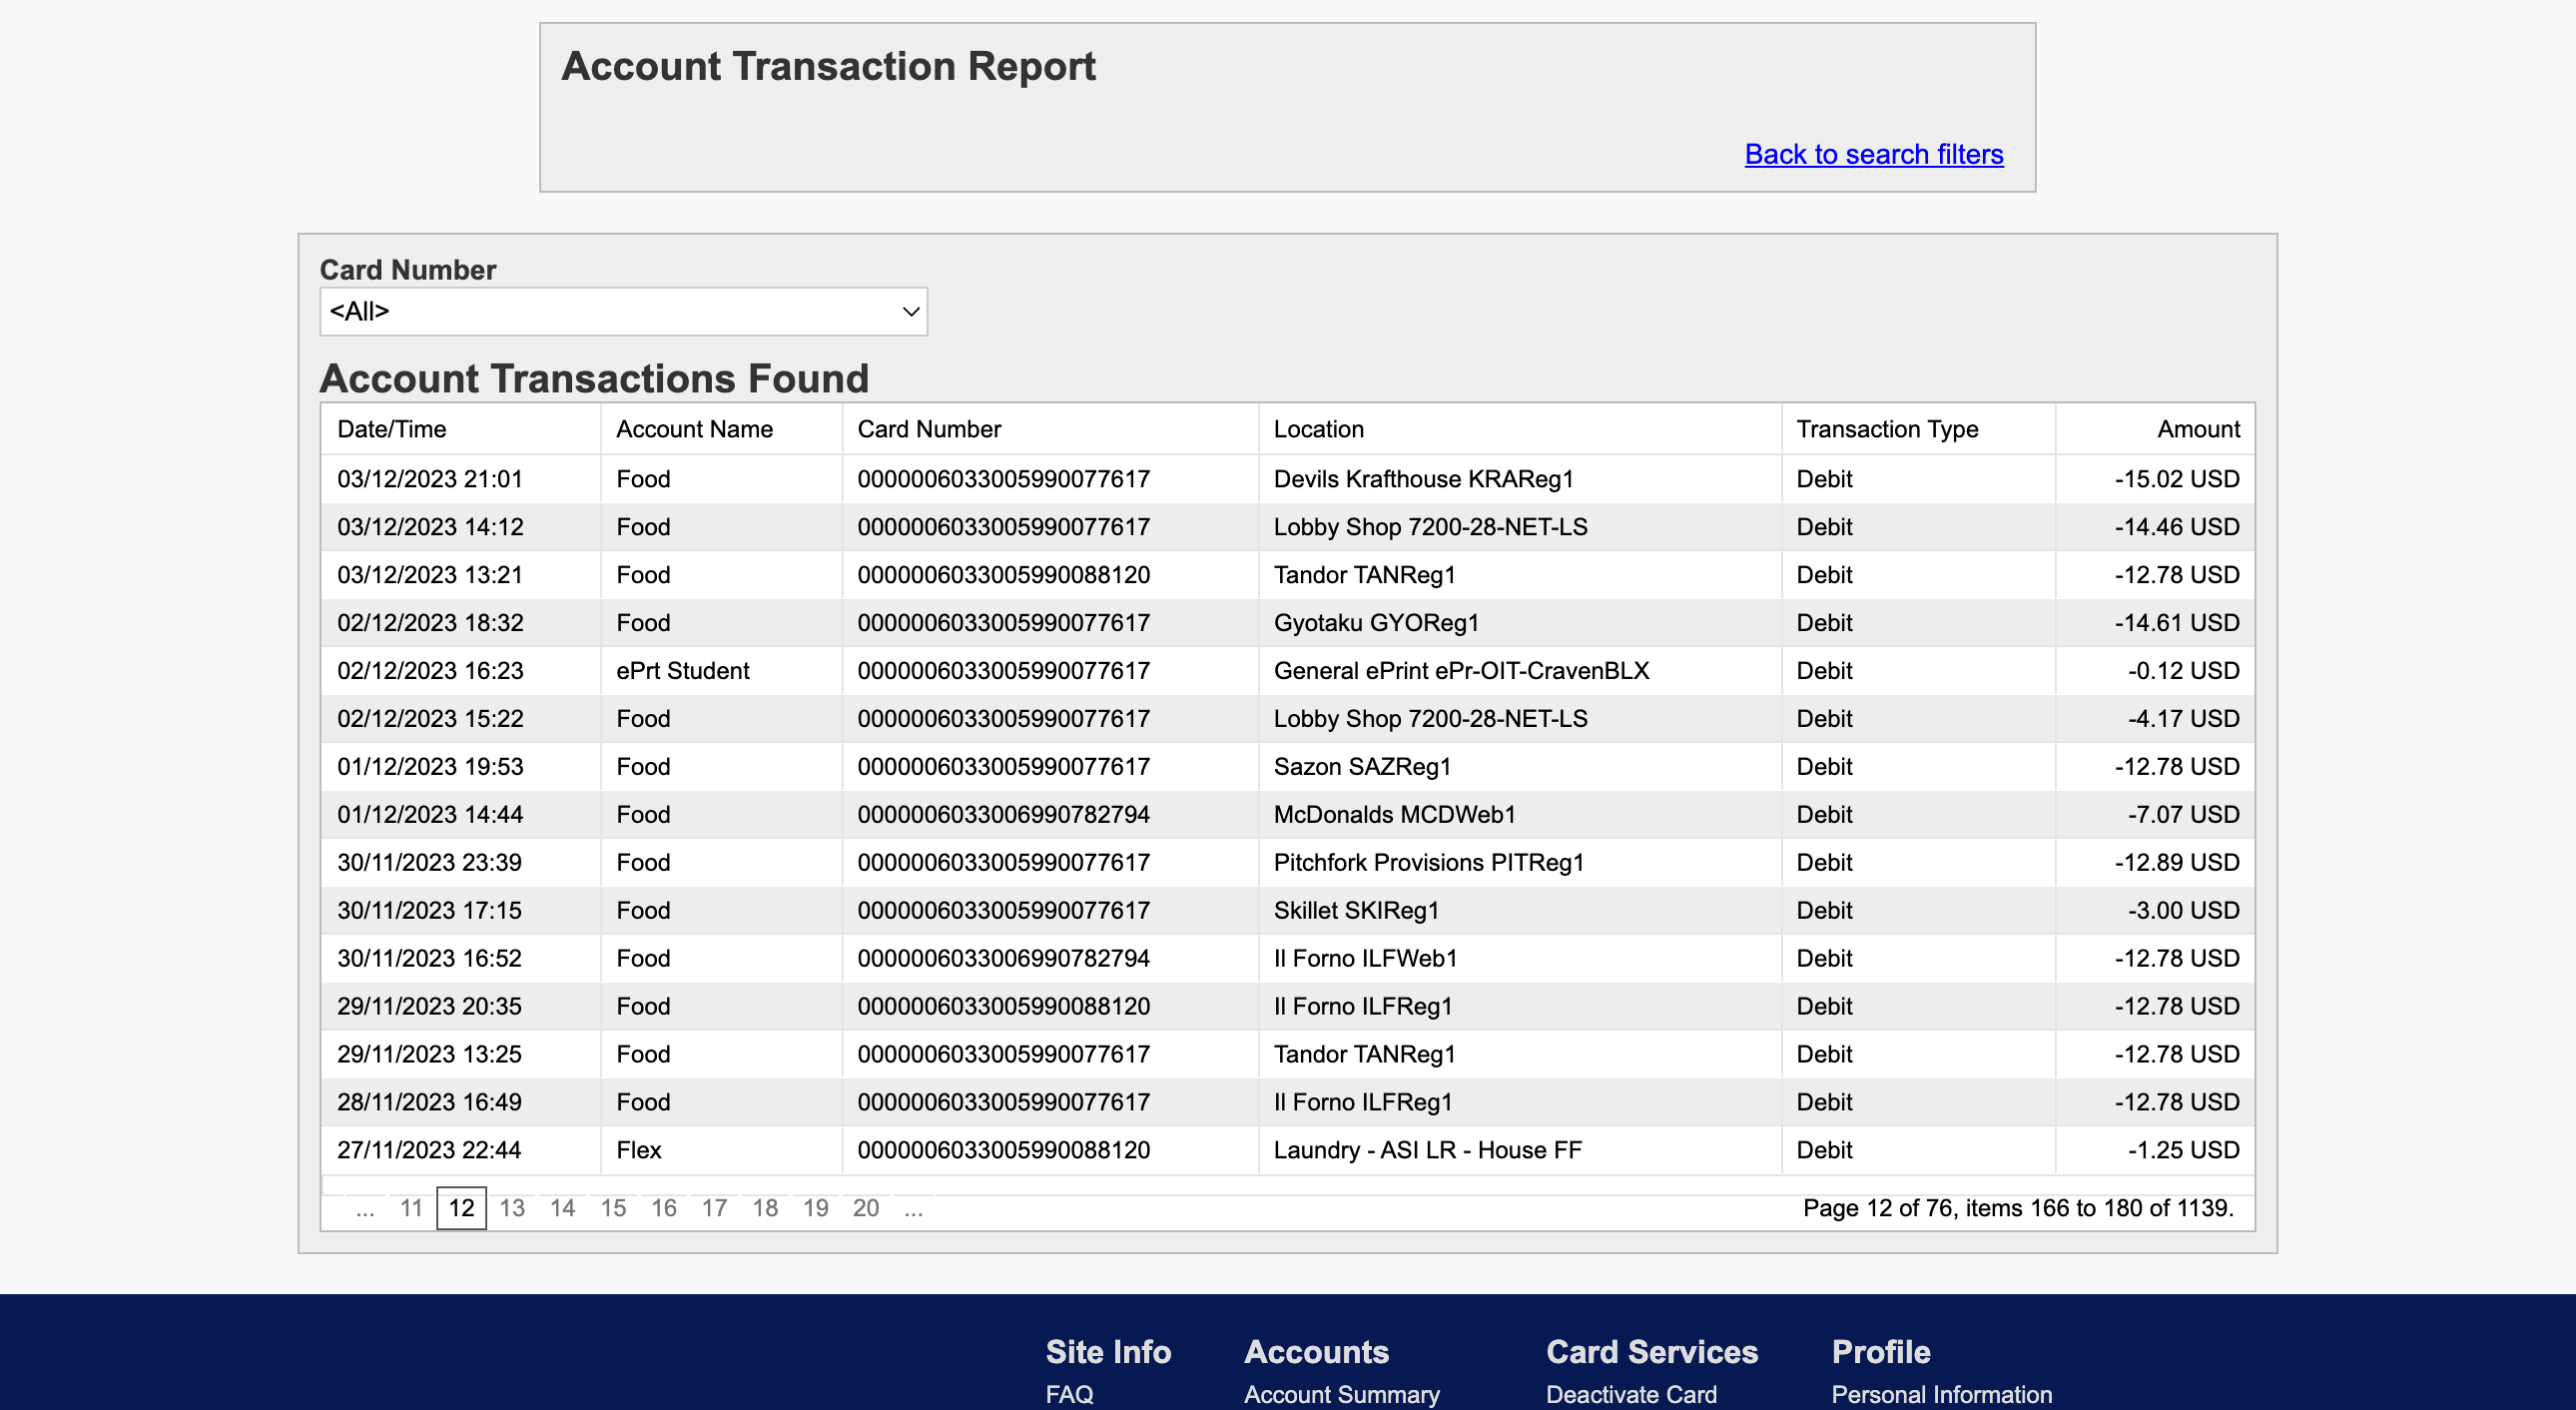 Account Transaction Report
Back to search filters
Card Number
<All>
Account Transactions Found
Date/Time Account Name Card Number Location Transaction Type Amount
03/12/2023 21:01 Food 0000006033005990077617 Devils Krafthouse KRAReg1 Debit -15.02 USD
03/12/2023 14:12 Food 0000006033005990077617 Lobby Shop 7200-28-NET-LS Debit -14.46 USD
03/12/2023 13:21 Food 0000006033005990088120 Tandor TANReg1 Debit -12.78 USD
02/12/2023 18:32 Food 0000006033005990077617 Gyotaku GYOReg1 Debit -14.61 USD
02/12/2023 16:23 ePrt Student 0000006033005990077617 General ePrint ePr-OIT-CravenBLX Debit -0.12 USD
02/12/2023 15:22 Food 0000006033005990077617 Lobby Shop 7200-28-NET-LS Debit -4.17 USD
01/12/2023 19:53 Food 0000006033005990077617 Sazon SAZReg1 Debit -12.78 USD
01/12/2023 14:44 Food 0000006033006990782794 McDonalds MCDWeb1 Debit -7.07 USD
30/11/2023 23:39 Food 0000006033005990077617 Pitchfork Provisions PITReg1 Debit -12.89 USD
30/11/2023 17:15 Food 0000006033005990077617 Skillet SKIReg1 Debit -3.00 USD
30/11/2023 16:52 Food 0000006033006990782794 Il Forno ILFWeb1 Debit -12.78 USD
29/11/2023 20:35 Food 0000006033005990088120 Il Forno ILFReg1 Debit -12.78 USD
29/11/2023 13:25 Food 0000006033005990077617 Tandor TANReg1 Debit -12.78 USD
28/11/2023 16:49 Food 0000006033005990077617 Il Forno ILFReg1 Debit -12.78 USD
27/11/2023 22:44 Flex 0000006033005990088120 Laundry - ASI LR - House FF Debit -1.25 USD
... 11 12 13 14 15 16 17 18 19 20 ... Page 12 of 76, items 166 to 180 of 1139.
Site Info Accounts Card Services Profile
FAQ Account Summary Deactivate Card Personal Information